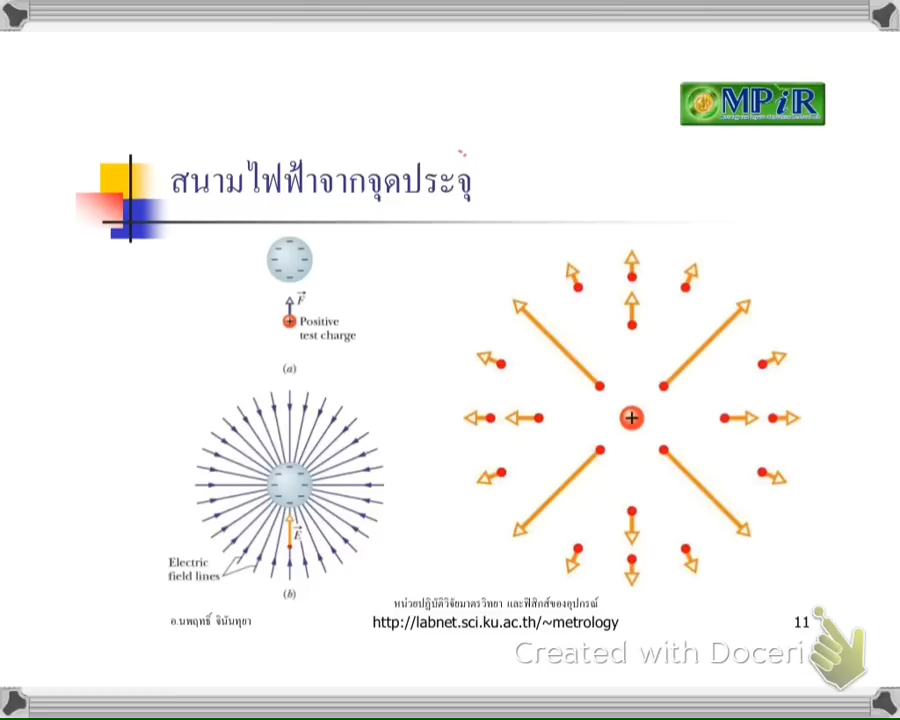 MPiR
สนามไฟฟ้าจากจุดประจุ
F
+
Positive
test charge
(a)
+
E
Electric
field lines
(b)
หน่วยปฏิบัติวิจัยมาตรวิทยา และฟิสิกส์ของอุปกรณ์
อ.นพฤทธิ์ จินันทุยา
http://labnet.sci.ku.ac.th/~metrology
11
Created with Doceri